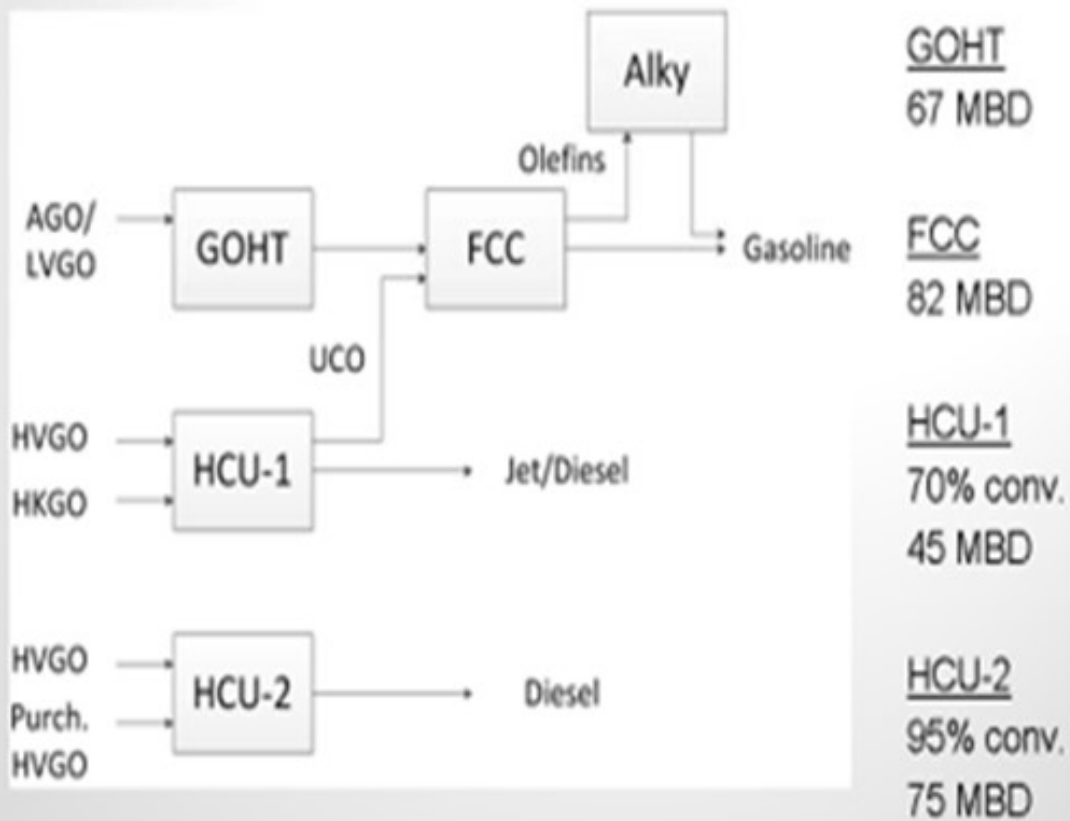 Alky
Olefins
AGO/
LVGO
GOHT
FCC
Gasoline
UCO
HVGO
HKGO
HCU-1
Jet/Diesel
HVGO
Purch.
HVGO
HCU-2
Diesel
GOHT
67 MBD
FCC
82 MBD
HCU-1
70% conv.
45 MBD
HCU-2
95% conv.
75 MBD